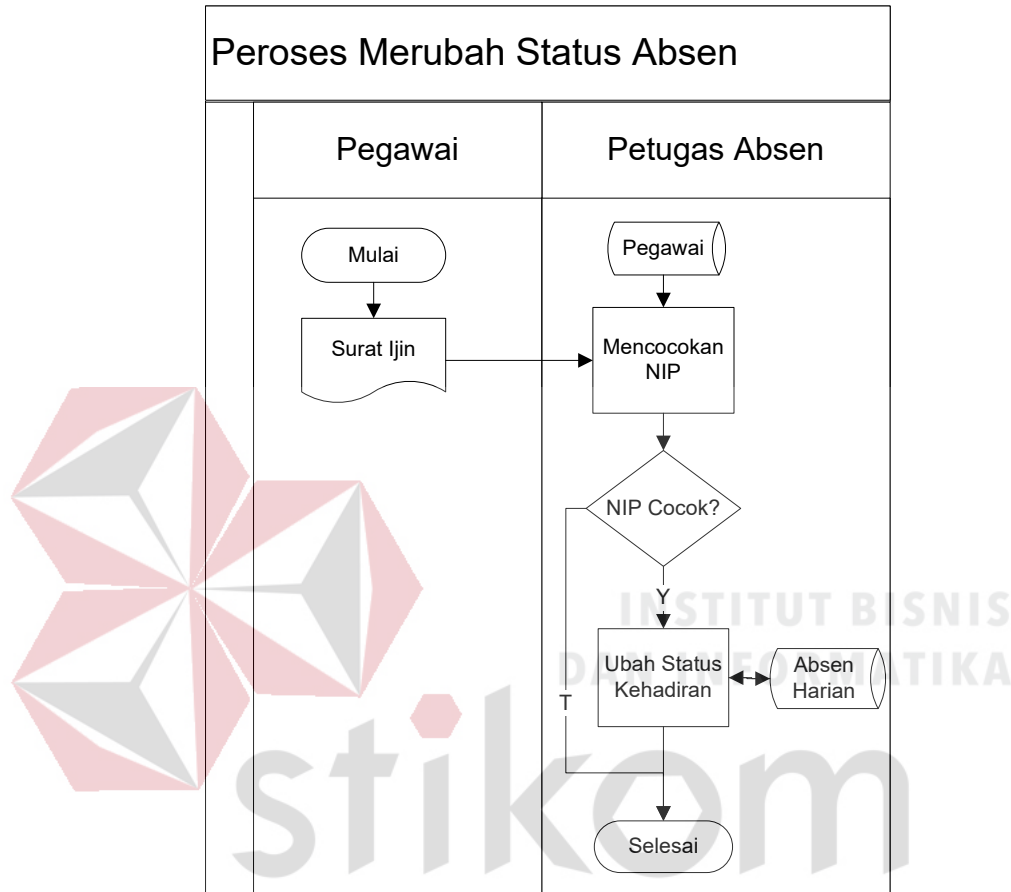 Peroses Merubah Status Absen
Pegawai
Petugas Absen
Mulai
Pegawai
Surat Ijin
Mencocokan
NIP
NIP Cocok?
Y
Ubah Status
Kehadiran
Absen
Harian
T
Selesai
INSTITUT BISNIS
DAN INFORMATIKA
stikom